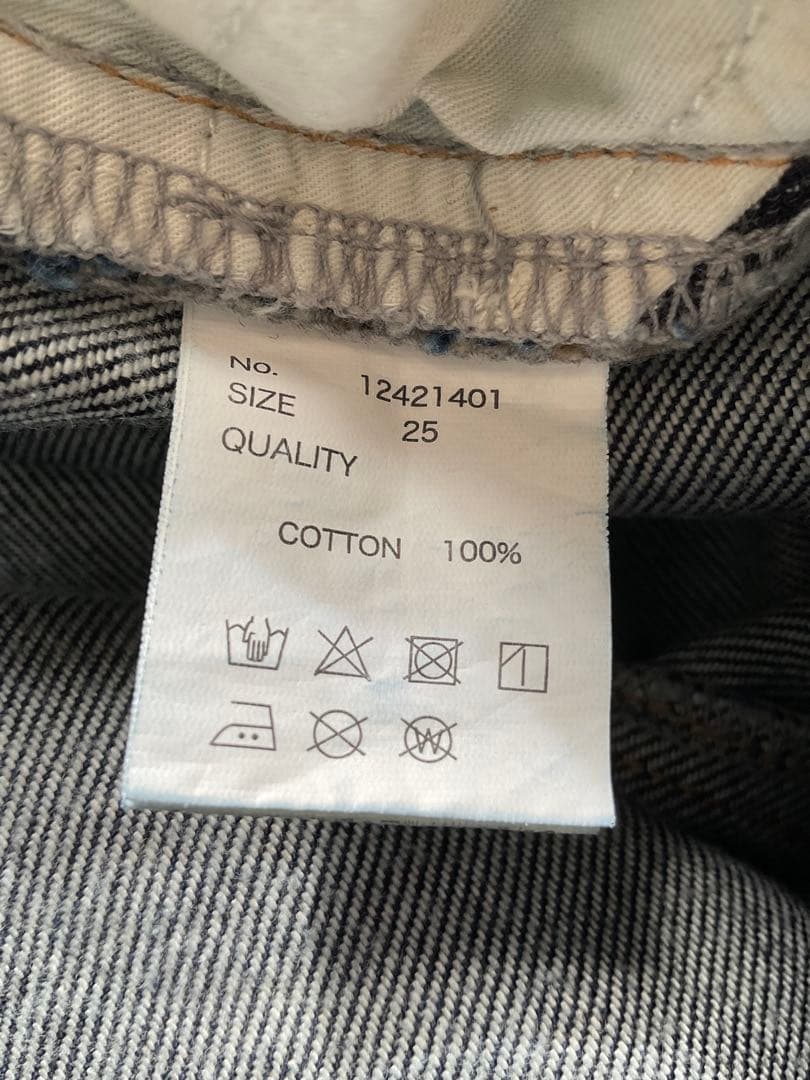 No. 12421401
SIZE 25
QUALITY
COTTON 100%
W